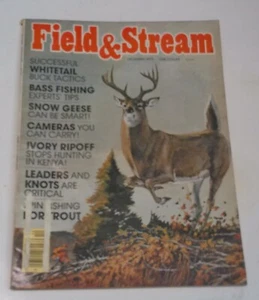 Field & Stream
SUCCESSFUL
WHITETAIL
BUCK TACTICS
BASS FISHING
EXPERTS' TIPS
SNOW GEESE
CAN BE SMART!
CAMERAS YOU
CAN CARRY!
IVORY RIPOFF
STOPS HUNTING
IN KENYA!
LEADERS AND
KNOTS ARE
CRITICAL
FISHING
FOR TROUT